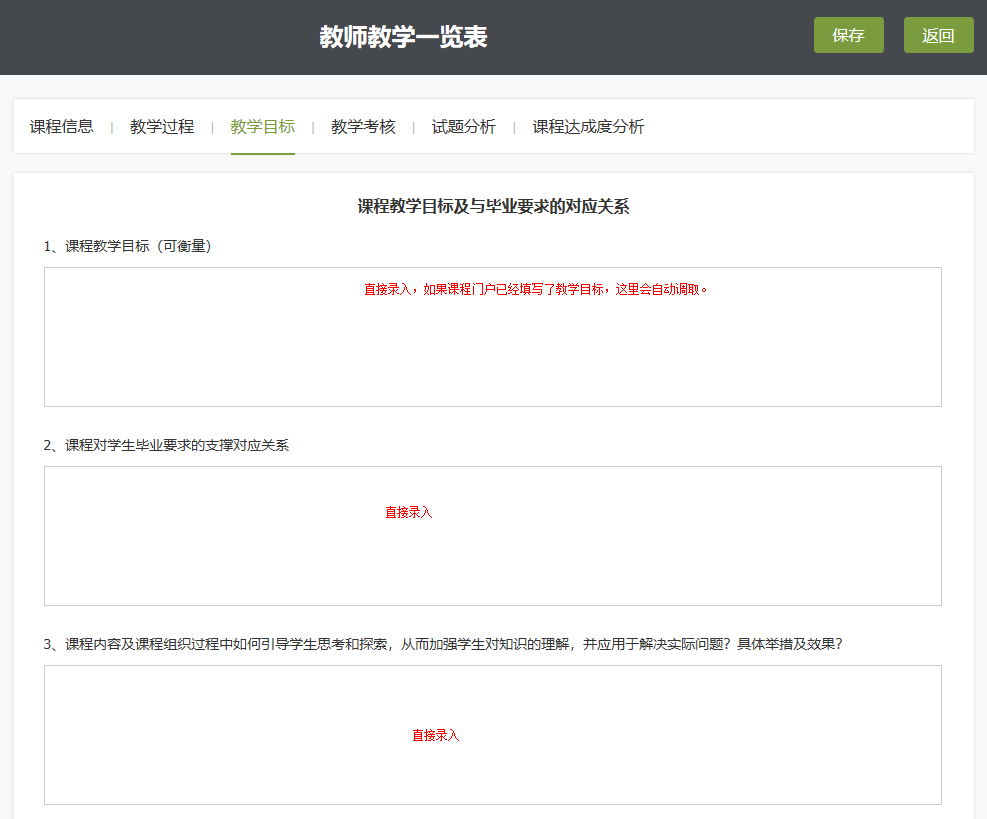 教师教学一览表
保存
返回
课程信息 | 教学过程 | 教学目标 | 教学考核 | 试题分析 | 课程达成度分析
课程教学目标及与毕业要求的对应关系
1、课程教学目标（可衡量）
直接录入，如果课程门户已经填写了教学目标，这里会自动调取。
2、课程对学生毕业要求的支撑对应关系
直接录入
3、课程内容及课程组织过程中如何引导学生思考和探索，从而加强学生对知识的理解，并应用于解决实际问题？具体举措及效果？
直接录入